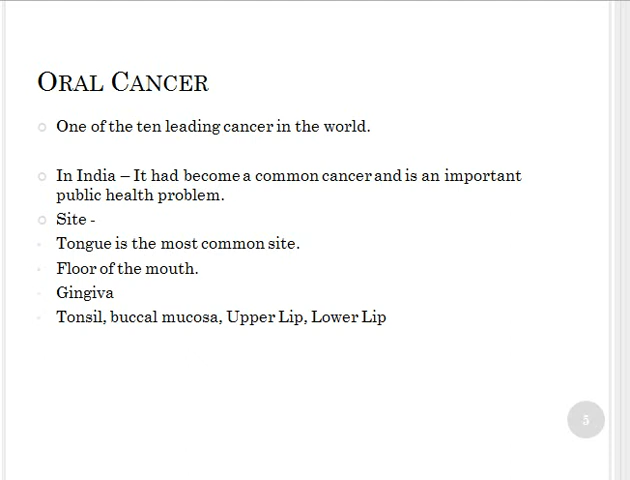 ORAL CANCER
One of the ten leading cancer in the world.
In India – It had become a common cancer and is an important
public health problem.
Site -
Tongue is the most common site.
Floor of the mouth.
Gingiva
Tonsil, buccal mucosa, Upper Lip, Lower Lip
5